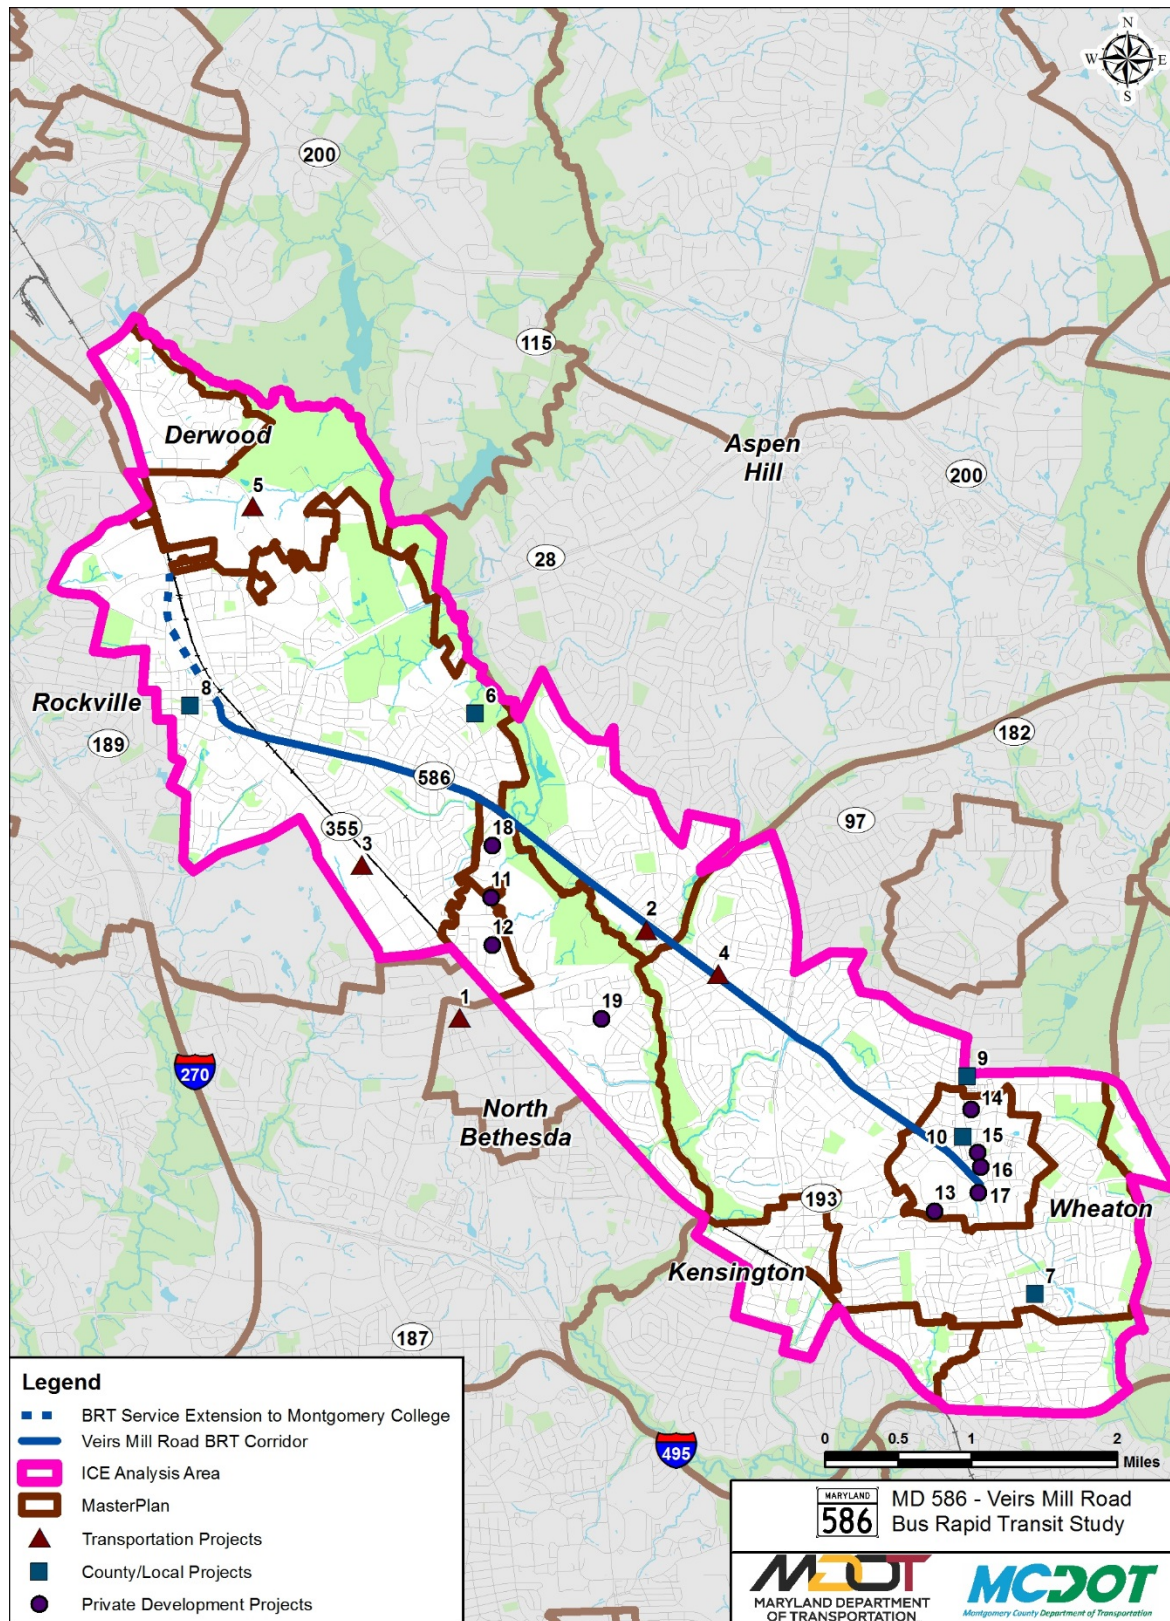 N
W E
S
200
115
Derwood
Aspen
Hill
200
5
28
Rockville
8
6
189
182
586
97
355
3
18
11
2
12
4
1
19
270
9
North
Bethesda
14
10
15
16
13
17
193
Wheaton
Kensington
7
187
495
0 0.5 1 2
Miles
Legend
BRT Service Extension to Montgomery College
Veirs Mill Road BRT Corridor
ICE Analysis Area
MasterPlan
Transportation Projects
County/Local Projects
Private Development Projects
MARYLAND
586
MD 586 - Veirs Mill Road
Bus Rapid Transit Study
MDOT
MARYLAND DEPARTMENT
OF TRANSPORTATION
MCDOT
Montgomery County Department of Transportation